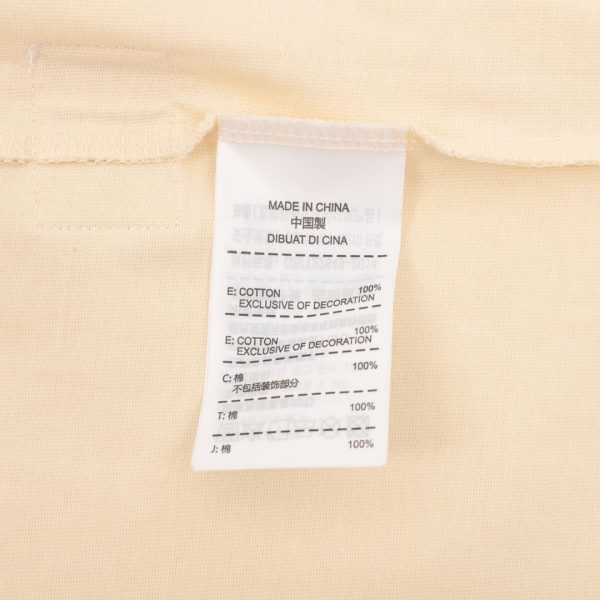 MADE IN CHINA
中国製
DIBUAT DI CINA
E: COTTON 100%
EXCLUSIVE OF DECORATION
E: COTTON 100%
EXCLUSIVE OF DECORATION
C: 棉 100%
不包括装饰部分
T: 棉 100%
J: 棉 100%